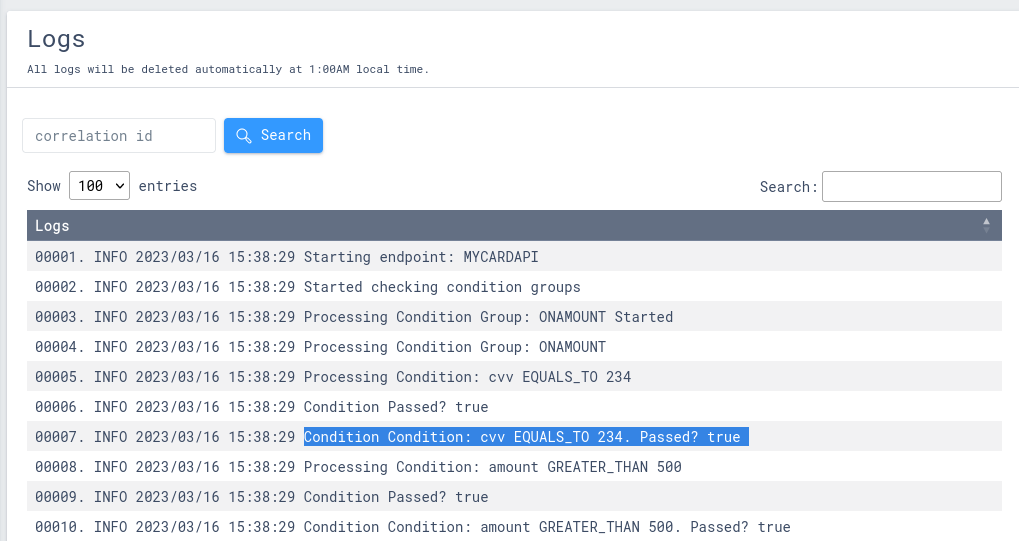 Logs
All logs will be deleted automatically at 1:00AM local time.
correlation id Search
Show 100 entries Search:
Logs
00001. INFO 2023/03/16 15:38:29 Starting endpoint: MYCARDAPI
00002. INFO 2023/03/16 15:38:29 Started checking condition groups
00003. INFO 2023/03/16 15:38:29 Processing Condition Group: ONAMOUNT Started
00004. INFO 2023/03/16 15:38:29 Processing Condition Group: ONAMOUNT
00005. INFO 2023/03/16 15:38:29 Processing Condition: cvv EQUALS_TO 234
00006. INFO 2023/03/16 15:38:29 Condition Passed? true
00007. INFO 2023/03/16 15:38:29 Condition Condition: cvv EQUALS_TO 234. Passed? true
00008. INFO 2023/03/16 15:38:29 Processing Condition: amount GREATER_THAN 500
00009. INFO 2023/03/16 15:38:29 Condition Passed? true
00010. INFO 2023/03/16 15:38:29 Condition Condition: amount GREATER_THAN 500. Passed? true